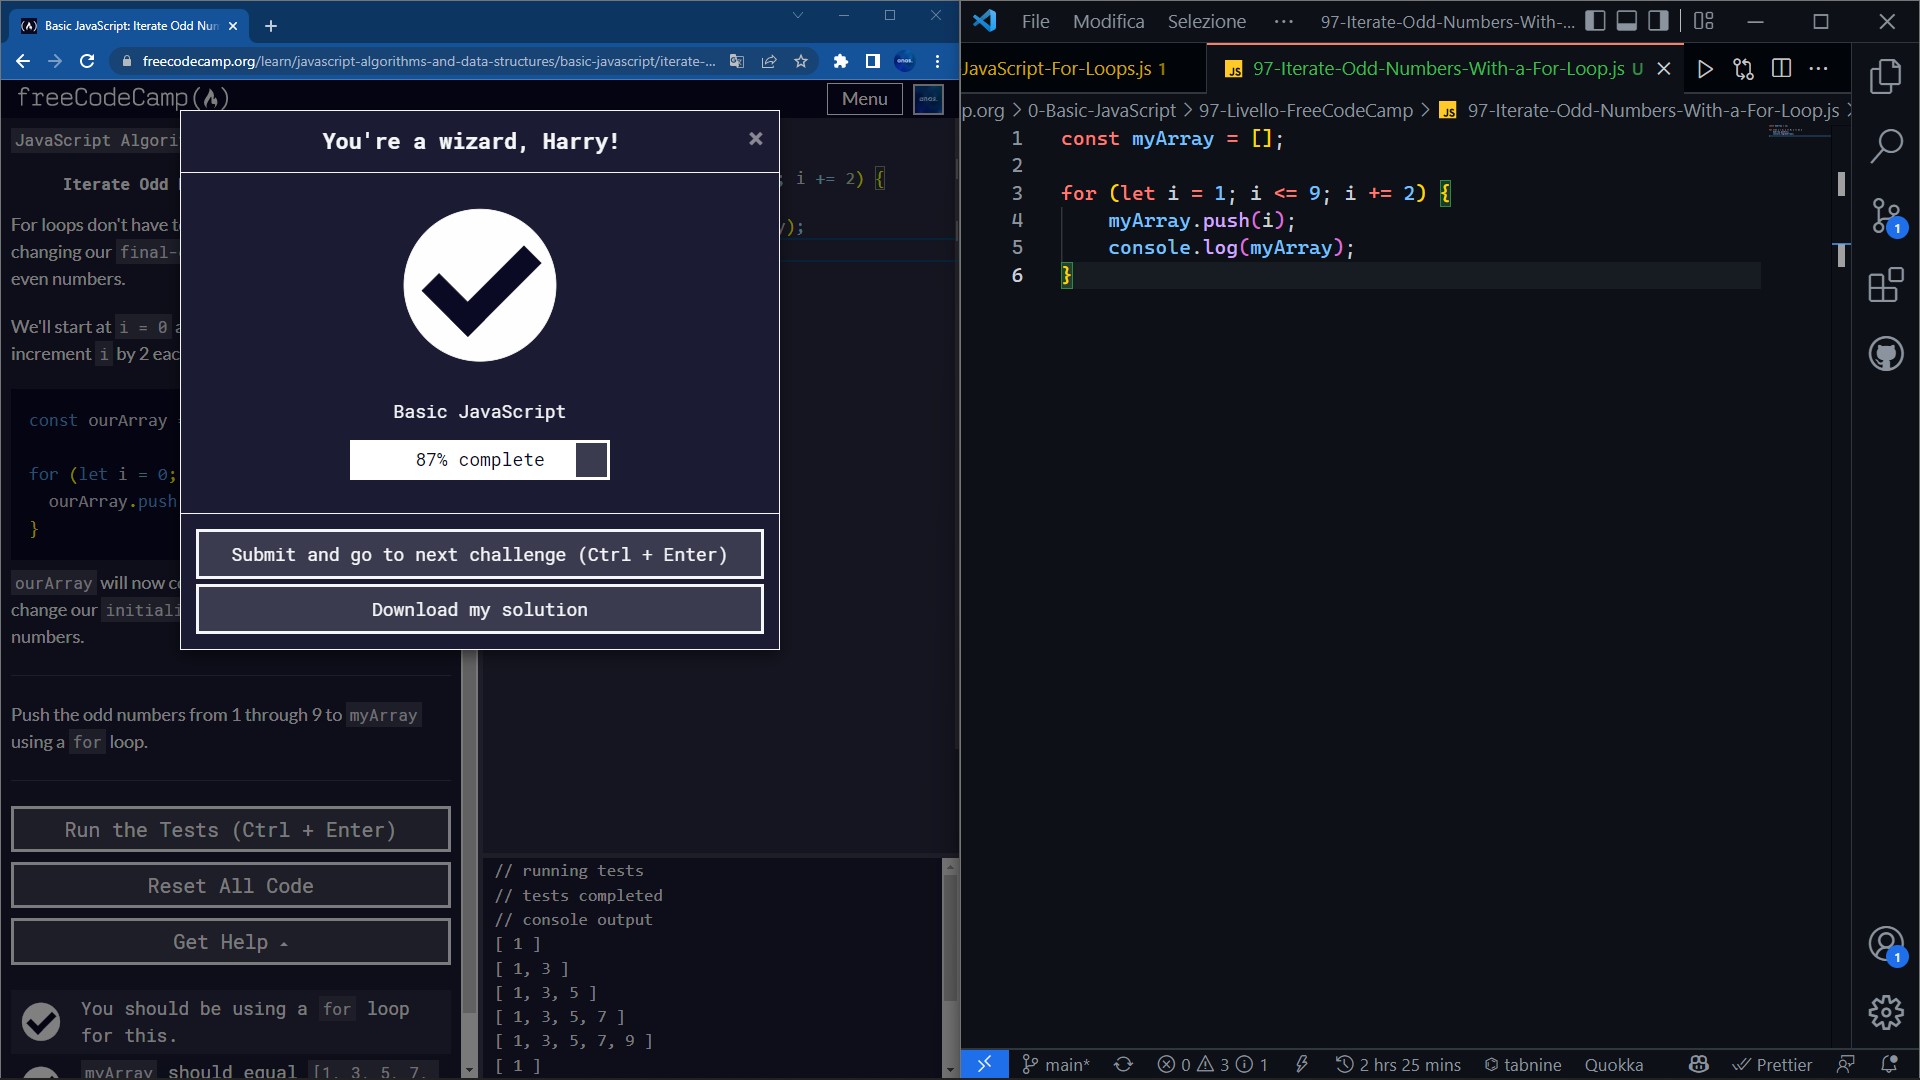 Basic JavaScript: Iterate Odd Nun
freecodecamp.org/learn/javascript-algorithms-and-data-structures/basic-javascript/iterate-...
freeCodeCamp
Menu
JavaScript Algori
Iterate Odd
For loops don't have t
changing our final-
even numbers.
We'll start at i = 0
increment i by 2 eac
const ourArray
for (let i = 0;
ourArray.push
}
ourArray will now c
change our initiali
numbers.
Push the odd numbers from 1 through 9 to myArray
using a for loop.
Run the Tests (Ctrl + Enter)
Reset All Code
Get Help
You should be using a for loop
for this.
myArray should equal [1, 3, 5, 7,
You're a wizard, Harry!
×
Basic JavaScript
87% complete
Submit and go to next challenge (Ctrl + Enter)
Download my solution
; i += 2) {
);
// running tests
// tests completed
// console output
[ 1 ]
[ 1, 3 ]
[ 1, 3, 5 ]
[ 1, 3, 5, 7 ]
[ 1, 3, 5, 7, 9 ]
[ 1 ]
File Modifica Selezione ··· 97-Iterate-Odd-Numbers-With-...
JavaScript-For-Loops.js 1 JS 97-Iterate-Odd-Numbers-With-a-For-Loop.js U
p.org > 0-Basic-JavaScript > 97-Livello-FreeCodeCamp > JS 97-Iterate-Odd-Numbers-With-a-For-Loop.js >
1 const myArray = [];
2
3 for (let i = 1; i <= 9; i += 2) {
4 myArray.push(i);
5 console.log(myArray);
6 }
1
1
main* 0 3 1 2 hrs 25 mins tabnine Quokka Prettier